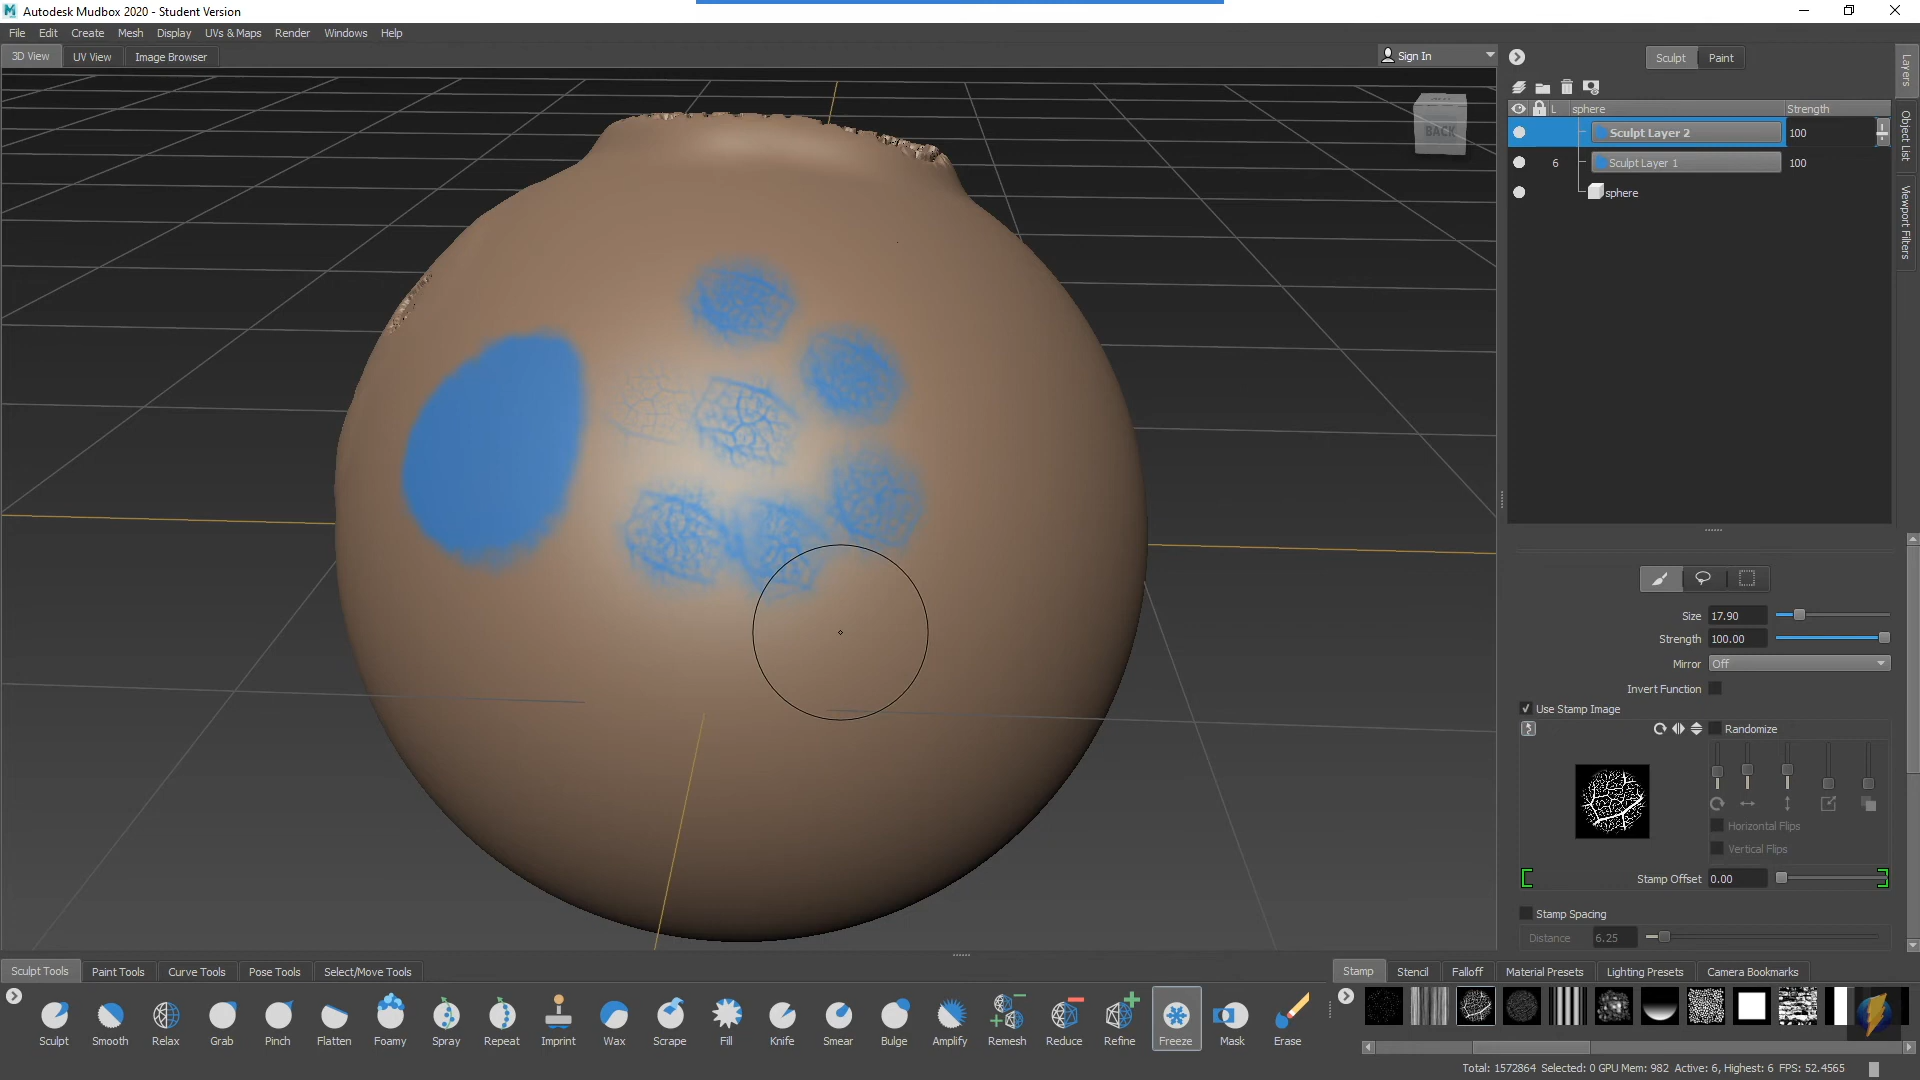 Autodesk Mudbox 2020 - Student Version
File Edit Create Mesh Display UVs & Maps Render Windows Help
3D View UV View Image Browser
Sign In
BACK
Sculpt Paint
L sphere Strength
Sculpt Layer 2 100
6 Sculpt Layer 1 100
sphere
Layers
Object List
Viewport Filters
Size 17.90
Strength 100.00
Mirror Off
Invert Function
Use Stamp Image
Randomize
Horizontal Flips
Vertical Flips
Stamp Offset 0.00
Stamp Spacing
Distance 6.25
Sculpt Tools Paint Tools Curve Tools Pose Tools Select/Move Tools
Stamp Stencil Falloff Material Presets Lighting Presets Camera Bookmarks
Sculpt Smooth Relax Grab Pinch Flatten Foamy Spray Repeat Imprint Wax Scrape Fill Knife Smear Bulge Amplify Remesh Reduce Refine Freeze Mask Erase
Total: 1572864 Selected: 0 GPU Mem: 982 Active: 6, Highest: 6 FPS: 52.4565